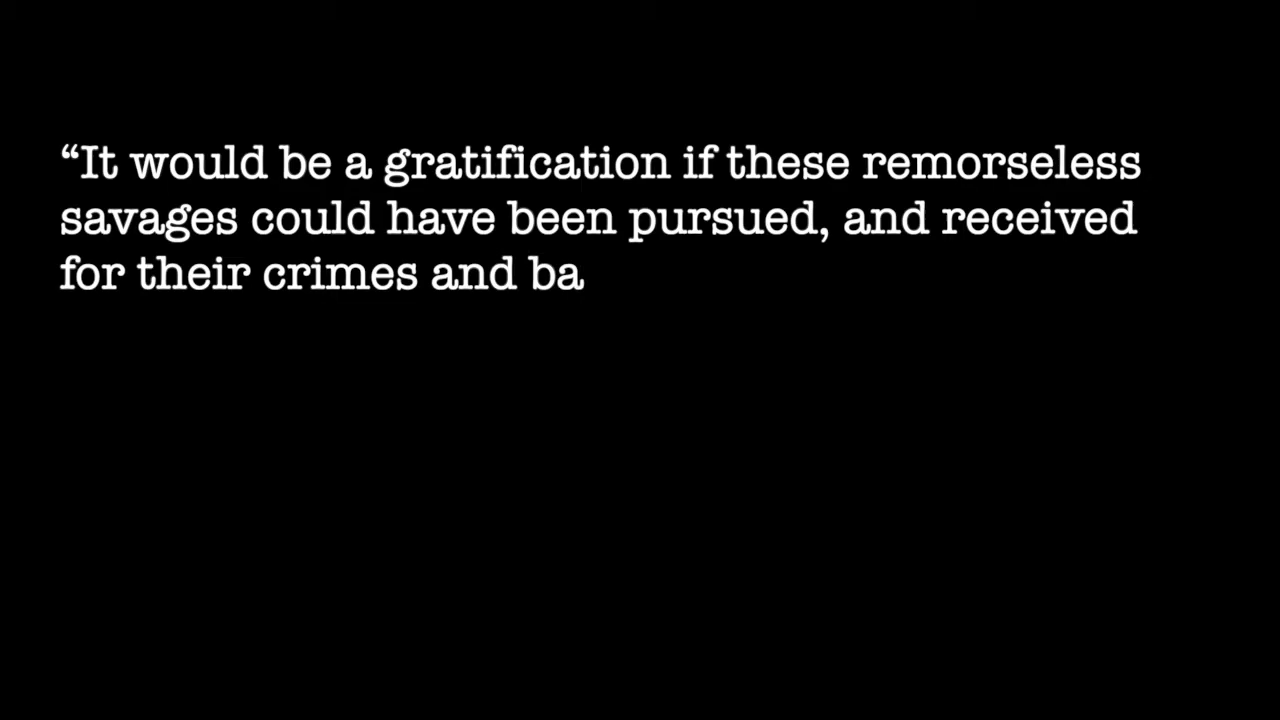 “It would be a gratification if these remorseless
savages could have been pursued, and received
for their crimes and ba